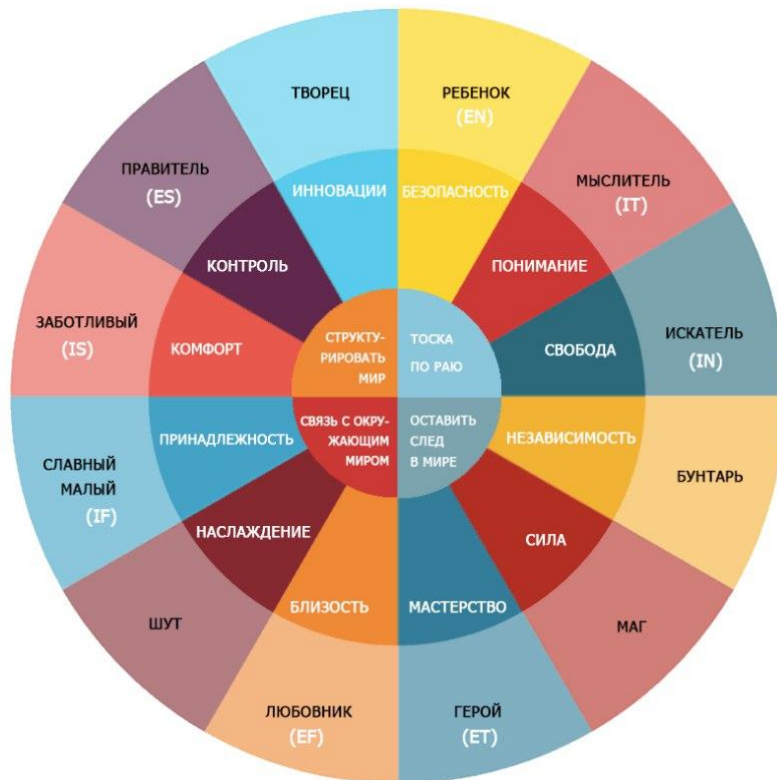 ТВОРЕЦ
РЕБЕНОК
(EN)
МЫСЛИТЕЛЬ
(IT)
ИСКАТЕЛЬ
(IN)
БУНТАРЬ
МАГ
ГЕРОЙ
(ET)
ЛЮБОВНИК
(EF)
ШУТ
СЛАВНЫЙ
МАЛЫЙ
(IF)
ЗАБОТЛИВЫЙ
(IS)
ПРАВИТЕЛЬ
(ES)
ИННОВАЦИИ
БЕЗОПАСНОСТЬ
ПОНИМАНИЕ
СВОБОДА
НЕЗАВИСИМОСТЬ
СИЛА
МАСТЕРСТВО
БЛИЗОСТЬ
НАСЛАЖДЕНИЕ
ПРИНАДЛЕЖНОСТЬ
КОМФОРТ
КОНТРОЛЬ
СТРУКТУ-
РИРОВАТЬ
МИР
ТОСКА
ПО РАЮ
СВЯЗЬ С ОКРУ-
ЖАЮЩИМ
МИРОМ
ОСТАВИТЬ
СЛЕД
В МИРЕ